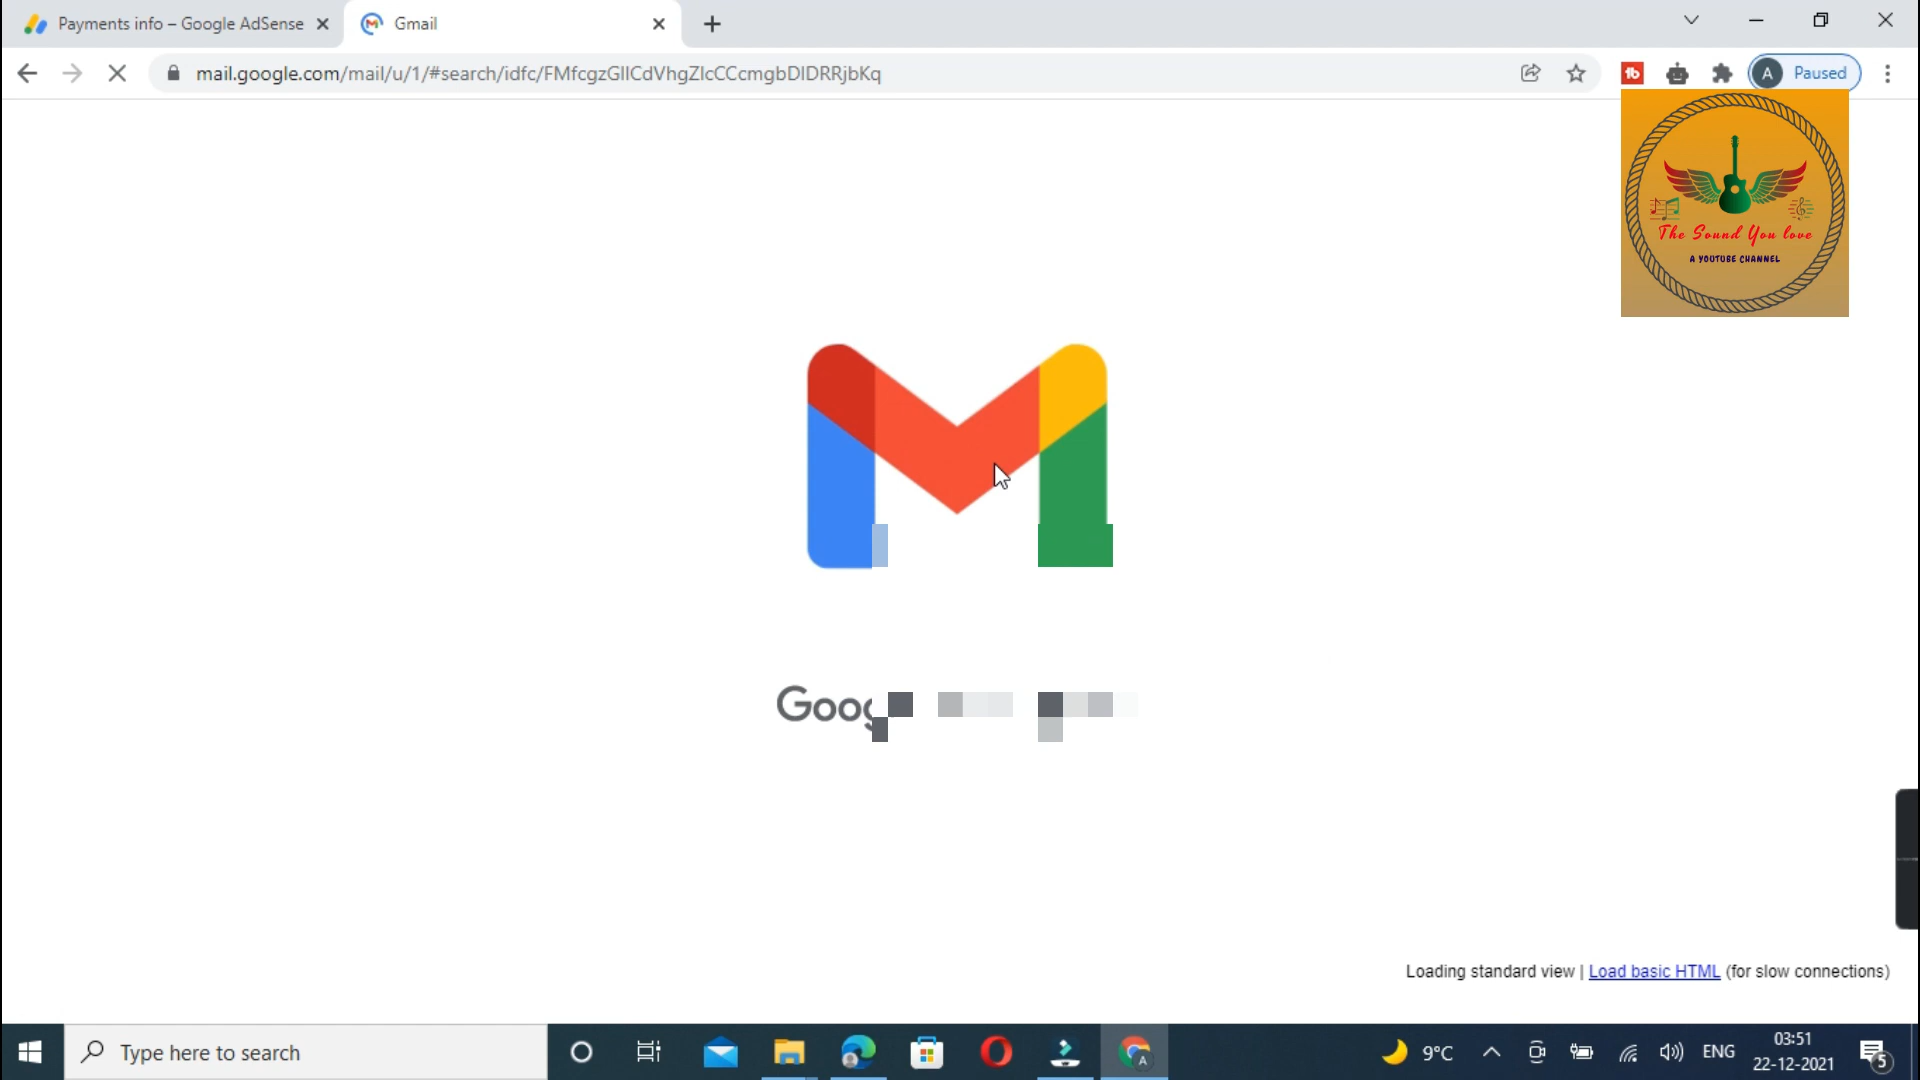 Payments info – Google AdSense
Gmail
mail.google.com/mail/u/1/#search/idfc/FMfcgzGllCdVhgZlcCCcmgbDlDRRjbKq
A Paused
The Sound You love
A YOUTUBE CHANNEL
Loading standard view | Load basic HTML (for slow connections)
Type here to search
9°C
ENG
03:51
22-12-2021
5